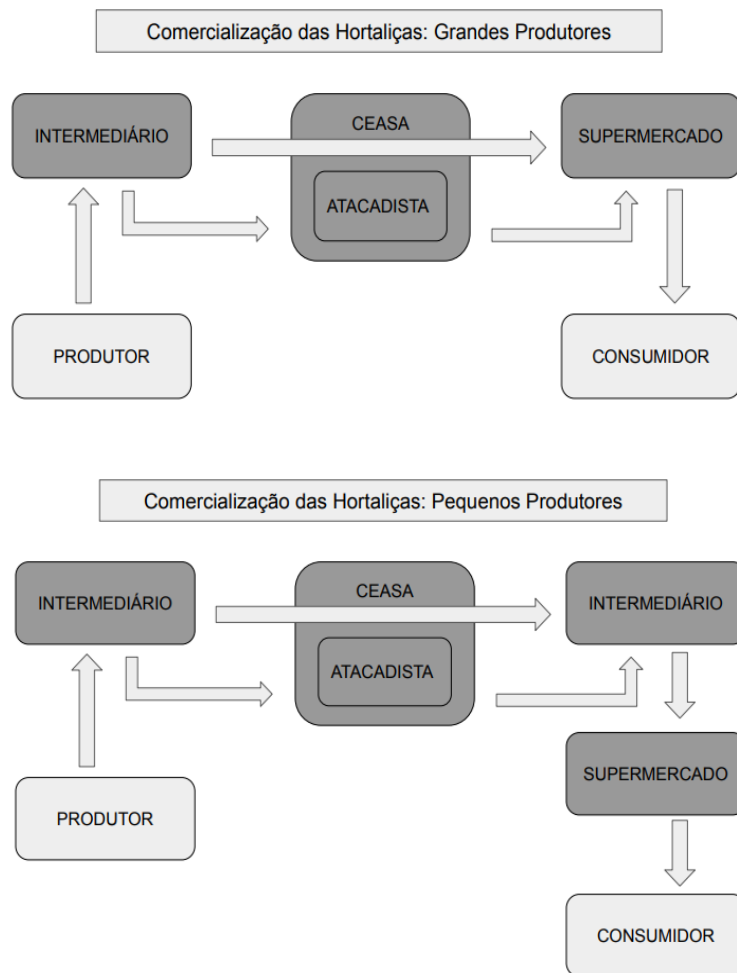 Comercialização das Hortaliças: Grandes Produtores
INTERMEDIÁRIO
CEASA
SUPERMERCADO
ATACADISTA
PRODUTOR
CONSUMIDOR
Comercialização das Hortaliças: Pequenos Produtores
INTERMEDIÁRIO
CEASA
INTERMEDIÁRIO
ATACADISTA
SUPERMERCADO
PRODUTOR
CONSUMIDOR